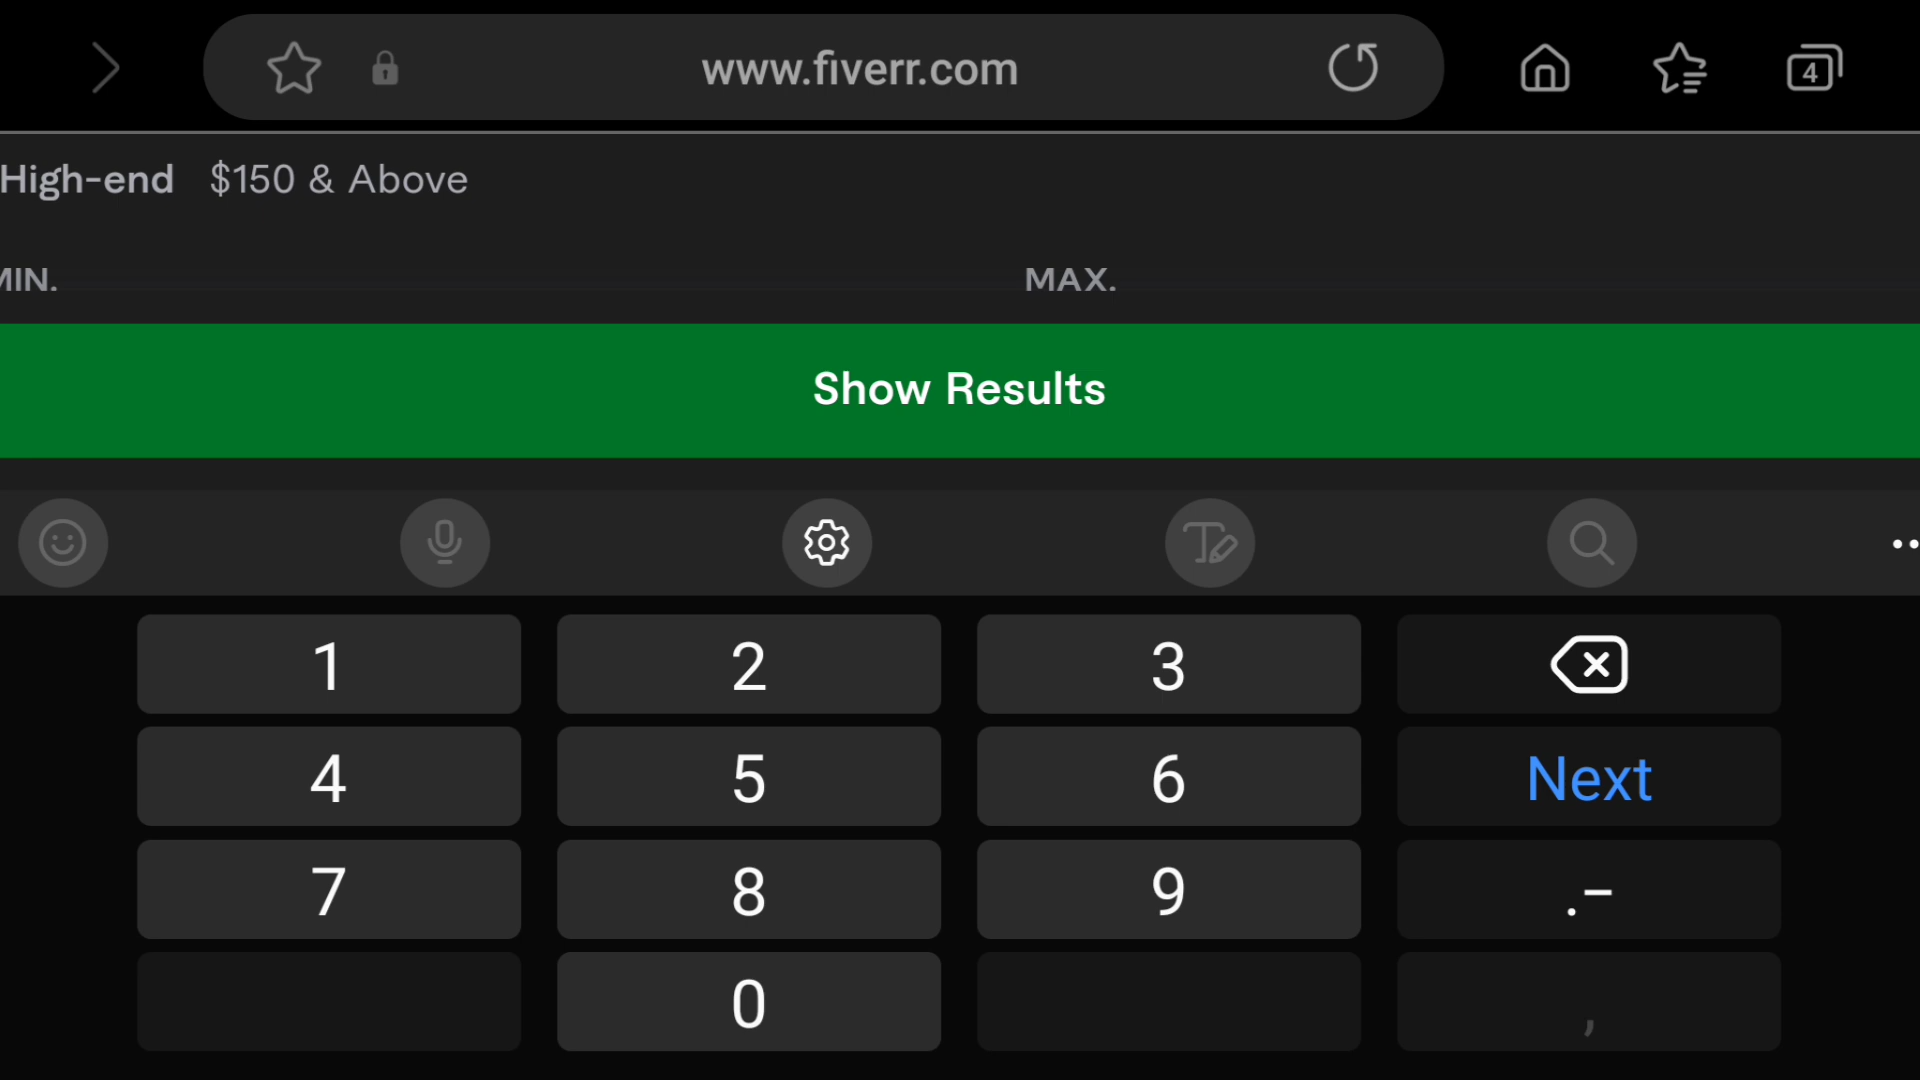 www.fiverr.com
4
High-end $150 & Above
MIN. MAX.
Show Results
1 2 3
4 5 6 Next
7 8 9 .-
0 ,